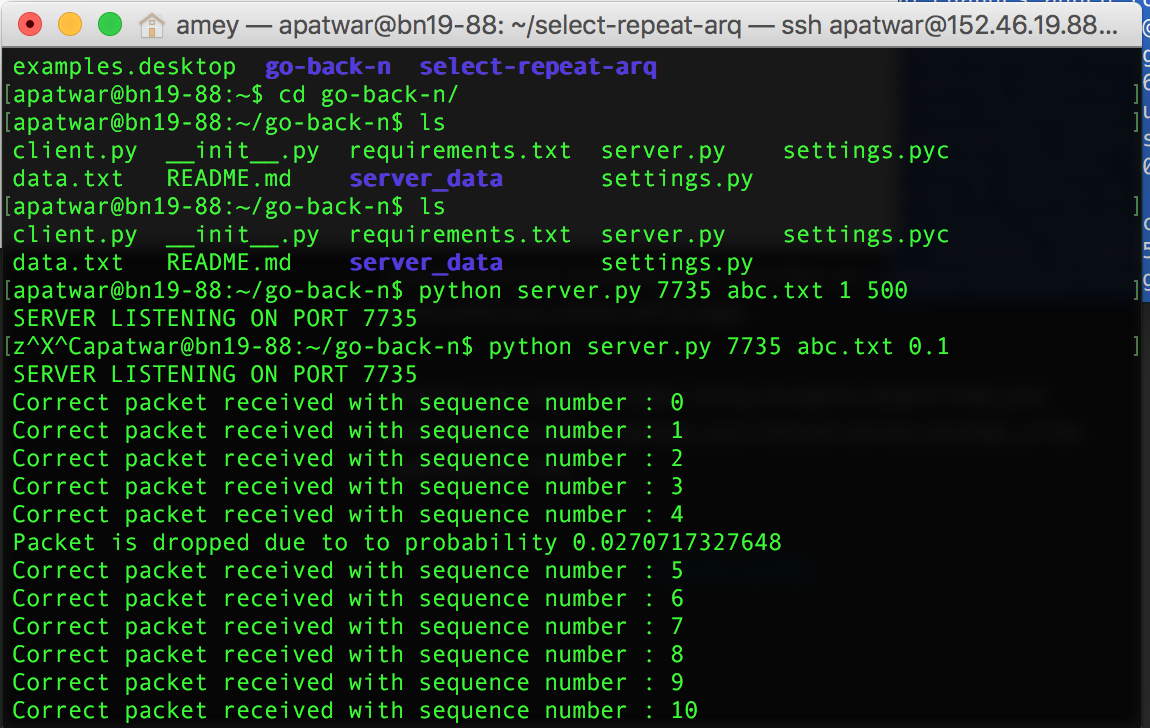 amey — apatwar@bn19-88: ~/select-repeat-arq — ssh apatwar@152.46.19.88...
examples.desktop go-back-n select-repeat-arq
[apatwar@bn19-88:~$ cd go-back-n/ ]
[apatwar@bn19-88:~/go-back-n$ ls ]
client.py __init__.py requirements.txt server.py settings.pyc
data.txt README.md server_data settings.py
[apatwar@bn19-88:~/go-back-n$ ls ]
client.py __init__.py requirements.txt server.py settings.pyc
data.txt README.md server_data settings.py
[apatwar@bn19-88:~/go-back-n$ python server.py 7735 abc.txt 1 500 ]
SERVER LISTENING ON PORT 7735
[z^X^Capatwar@bn19-88:~/go-back-n$ python server.py 7735 abc.txt 0.1 ]
SERVER LISTENING ON PORT 7735
Correct packet received with sequence number : 0
Correct packet received with sequence number : 1
Correct packet received with sequence number : 2
Correct packet received with sequence number : 3
Correct packet received with sequence number : 4
Packet is dropped due to to probability 0.0270717327648
Correct packet received with sequence number : 5
Correct packet received with sequence number : 6
Correct packet received with sequence number : 7
Correct packet received with sequence number : 8
Correct packet received with sequence number : 9
Correct packet received with sequence number : 10